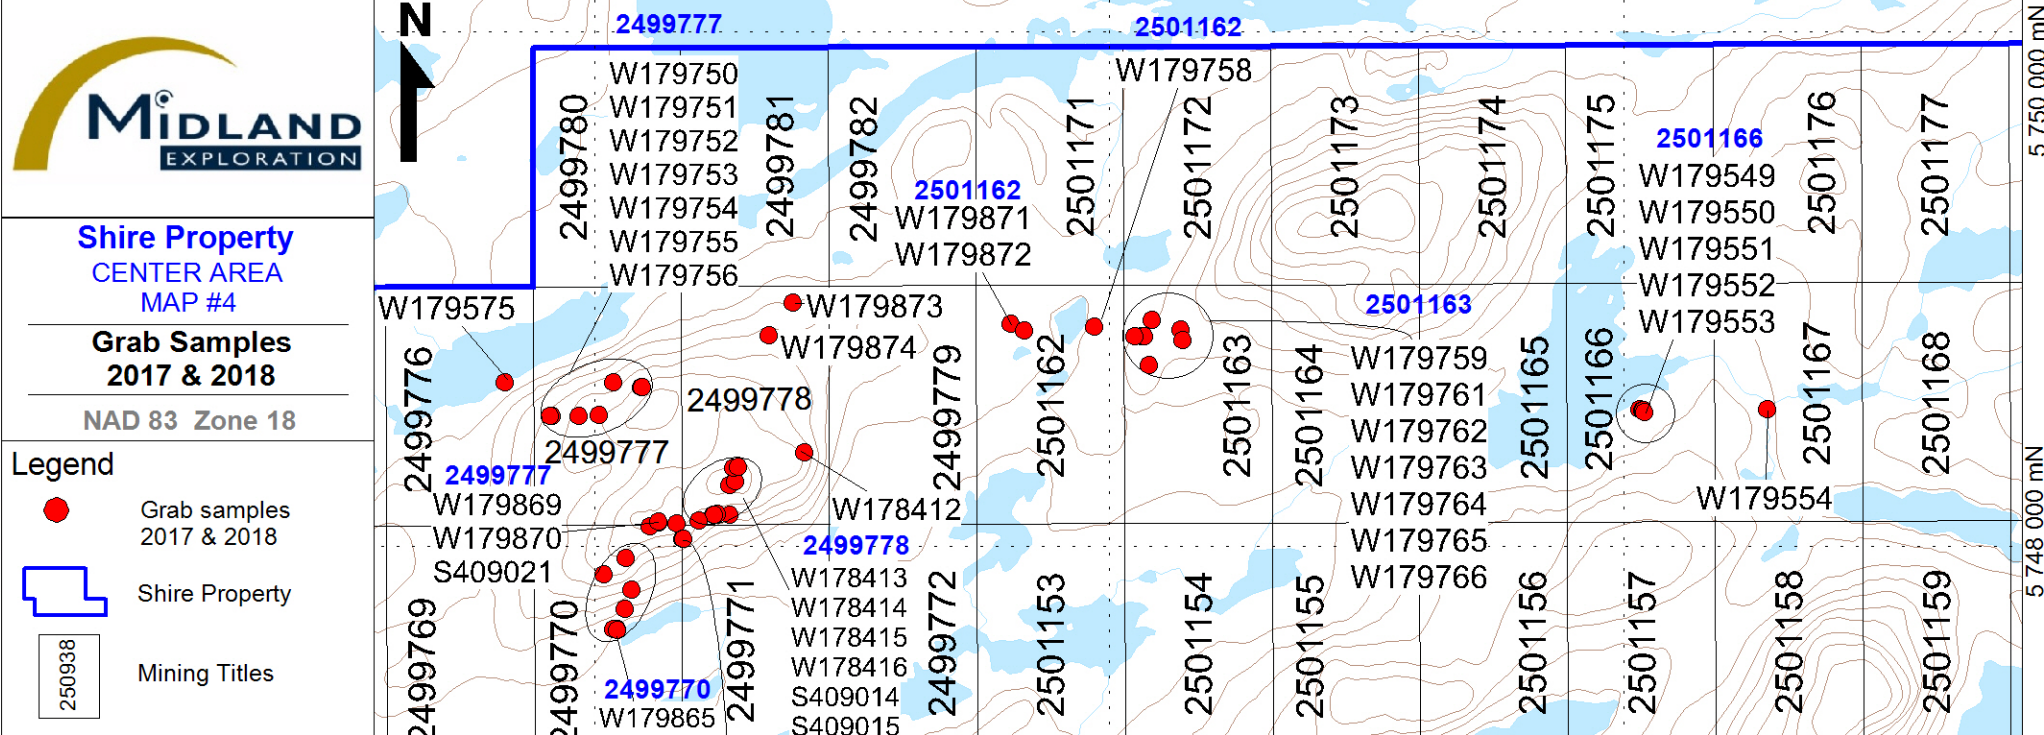 MIDLAND
EXPLORATION
Shire Property
CENTER AREA
MAP #4
Grab Samples
2017 & 2018
NAD 83 Zone 18
Legend
Grab samples
2017 & 2018
Shire Property
250938
Mining Titles
N
2499777
W179750
W179751
W179752
W179753
W179754
W179755
W179756
2501162
W179758
2499780
2499781
2499782
2501171
2501172
2501173
2501174
2501175
2501176
2501177
2501162
W179871
W179872
2501166
W179549
W179550
W179551
W179552
W179553
W179575
W179873
W179874
2501163
W179759
W179761
W179762
W179763
W179764
W179765
W179766
2499776
2499777
2499778
2499779
2501162
2501163
2501164
2501165
2501166
2501167
2501168
2499777
W179869
W179870
S409021
W178412
W179554
2499778
W178413
W178414
W178415
W178416
S409014
S409015
2499769
2499770
2499771
2499772
2501153
2501154
2501155
2501156
2501157
2501158
2501159
2499770
W179865
5 750 000 mN
5 748 000 mN